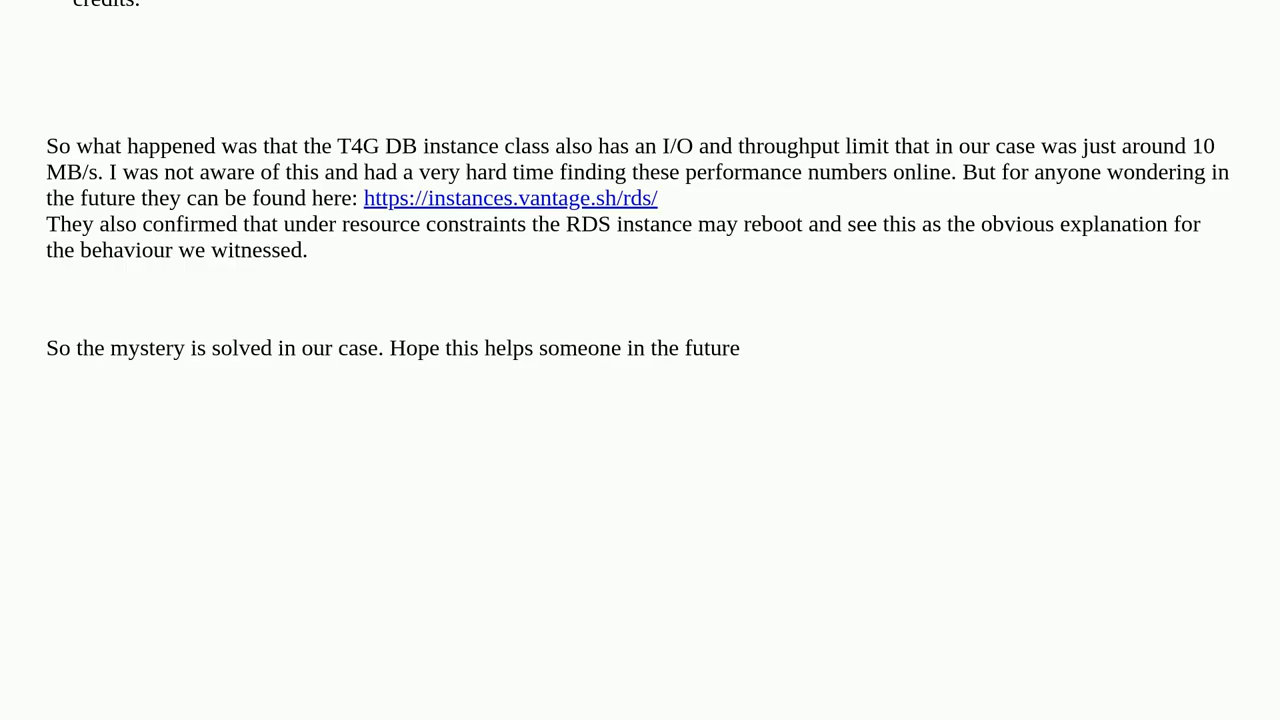 credits.
So what happened was that the T4G DB instance class also has an I/O and throughput limit that in our case was just around 10
MB/s. I was not aware of this and had a very hard time finding these performance numbers online. But for anyone wondering in
the future they can be found here: https://instances.vantage.sh/rds/
They also confirmed that under resource constraints the RDS instance may reboot and see this as the obvious explanation for
the behaviour we witnessed.
So the mystery is solved in our case. Hope this helps someone in the future